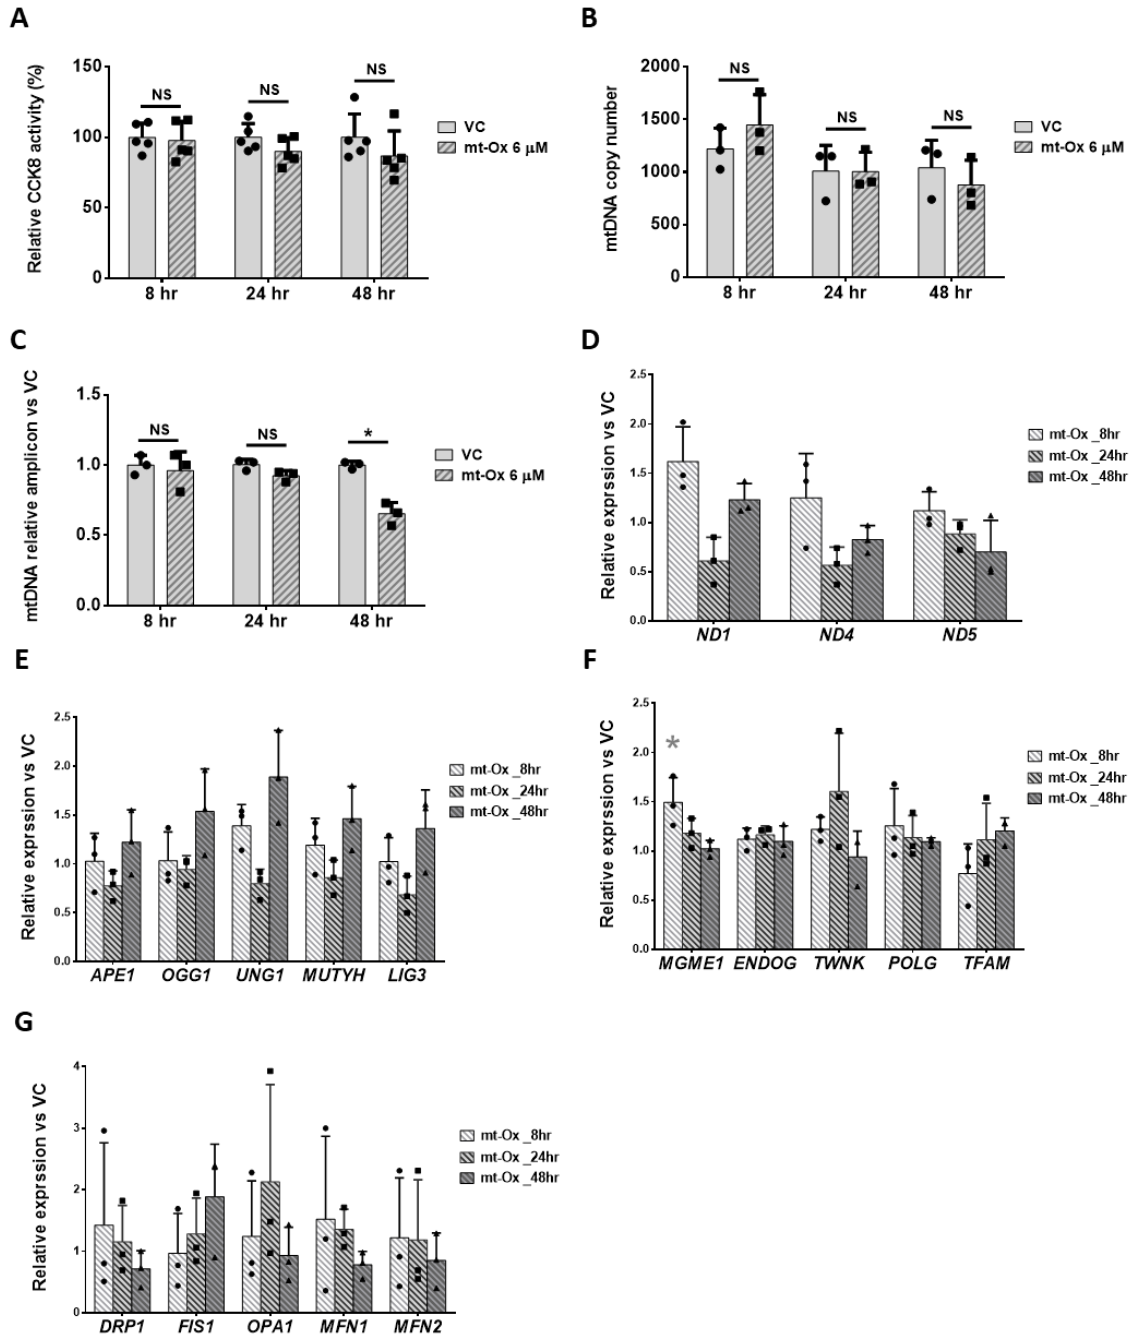 A
Relative CCK8 activity (%)
150
100
50
0
NS
NS
NS
8 hr
24 hr
48 hr
VC
mt-Ox 6 μM
B
mtDNA copy number
2000
1500
1000
500
0
NS
NS
NS
8 hr
24 hr
48 hr
VC
mt-Ox 6 μM
C
mtDNA relative amplicon vs VC
1.5
1.0
0.5
0.0
NS
NS
*
8 hr
24 hr
48 hr
VC
mt-Ox 6 μM
D
Relative exprssion vs VC
2.5
2.0
1.5
1.0
0.5
0.0
ND1
ND4
ND5
mt-Ox _8hr
mt-Ox _24hr
mt-Ox _48hr
E
Relative exprssion vs VC
2.5
2.0
1.5
1.0
0.5
0.0
APE1
OGG1
UNG1
MUTYH
LIG3
mt-Ox _8hr
mt-Ox _24hr
mt-Ox _48hr
F
Relative exprssion vs VC
2.5
2.0
1.5
1.0
0.5
0.0
*
MGME1
ENDOG
TWNK
POLG
TFAM
mt-Ox _8hr
mt-Ox _24hr
mt-Ox _48hr
G
Relative exprssion vs VC
4
3
2
1
0
DRP1
FIS1
OPA1
MFN1
MFN2
mt-Ox _8hr
mt-Ox _24hr
mt-Ox _48hr